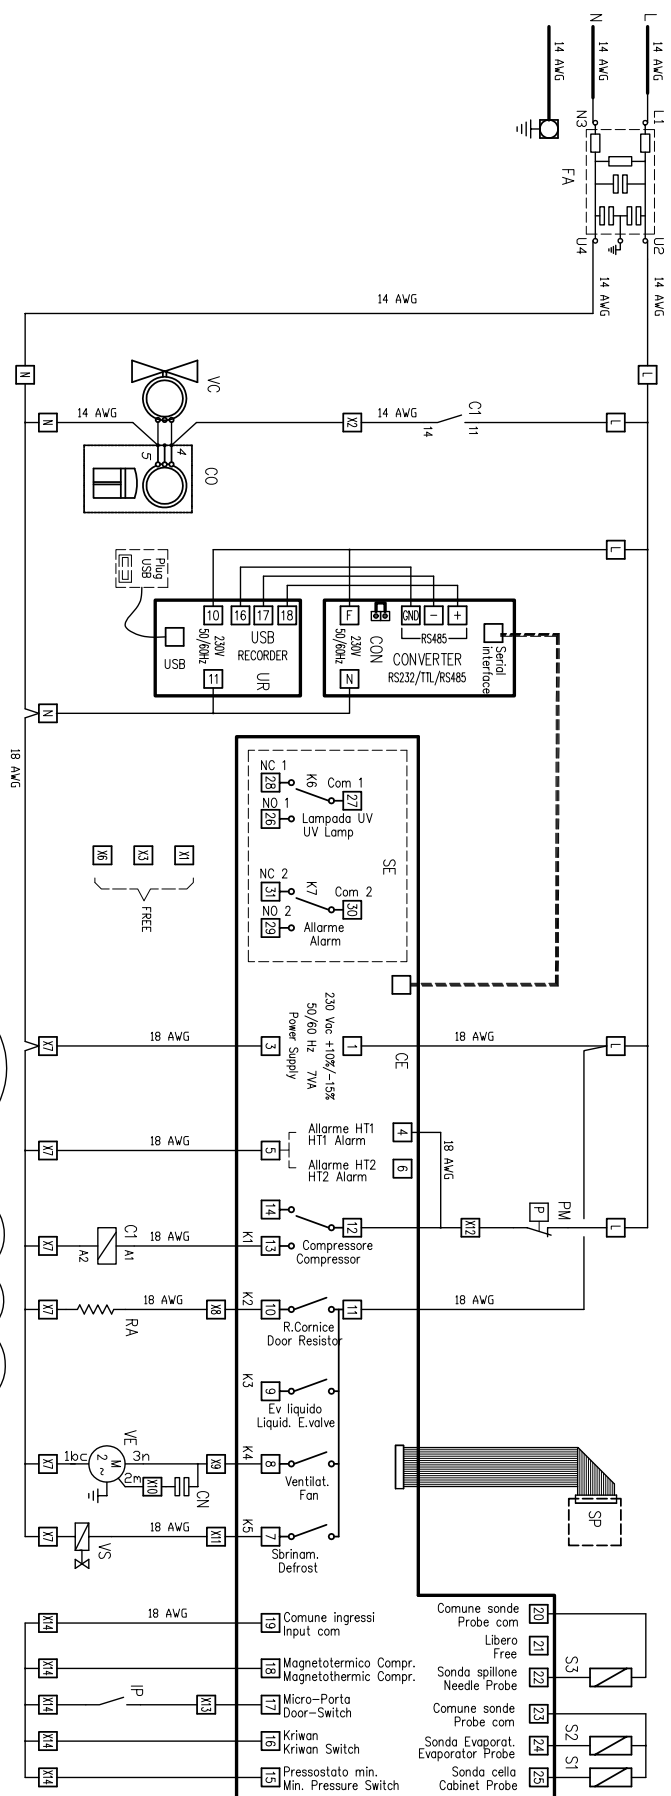 N
L
14 AWG
14 AWG
14 AWG
N3
L1
FA
U4
U2
14 AWG
14 AWG
14 AWG
N
L
VC
N
14 AWG
X2
14 AWG
C1
14
11
L
5
4
CO
L
Plug
USB
10
16
17
18
230V
50/60Hz
USB
RECORDER
USB
11
UR
F
GND
−
+
RS485
CON
230V
50/60Hz
CONVERTER
RS232/TTL/RS485
Serial
interface
N
N
18 AWG
NC 1
28
K6
Com 1
27
NO 1
26
Lampada UV
UV Lamp
SE
NC 2
31
K7
Com 2
30
NO 2
29
Allarme
Alarm
X6
X3
X1
FREE
X7
18 AWG
3
230 Vac +10%/-15%
50/60 Hz 7VA
Power Supply
1
CE
18 AWG
L
X7
18 AWG
5
Allarme HT1
HT1 Alarm
4
Allarme HT2
HT2 Alarm
6
18 AWG
14
12
X12
P
PM
L
X7
C1
A2
A1
18 AWG
K1
13
Compressore
Compressor
X7
RA
18 AWG
X8
K2
10
11
R.Cornice
Door Resistor
18 AWG
K3
9
Ev liquido
Liquid. E.valve
X7
1bc
VE
M
2~
3n
2m
X10
CN
X9
K4
8
Ventilat.
Fan
SP
X7
VS
18 AWG
X11
K5
7
Sbrinam.
Defrost
X14
18 AWG
19
Comune ingressi
Input com
X14
18
Magnetotermico Compr.
Magnetothermic Compr.
X14
IP
X13
17
Micro-Porta
Door-Switch
X14
16
Kriwan
Kriwan Switch
X14
15
Pressostato min.
Min. Pressure Switch
Comune sonde
Probe com
20
Libero
Free
21
Sonda spillone
Needle Probe
22
S3
Comune sonde
Probe com
23
Sonda Evaporat.
Evaporator Probe
24
S2
Sonda cella
Cabinet Probe
25
S1